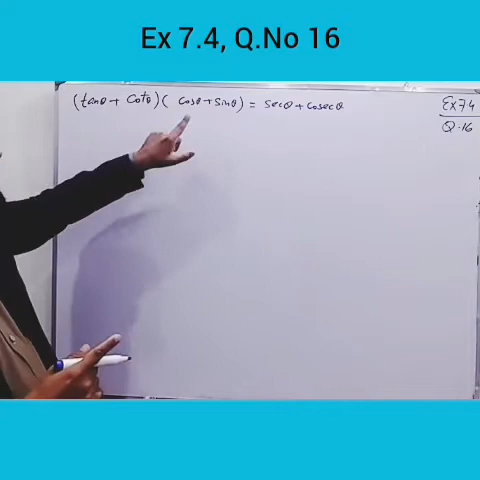 Ex 7.4, Q.No 16
(tanθ + Cotθ)( Cosθ + Sinθ) = Secθ + Cosecθ
Ex 7.4
Q.16